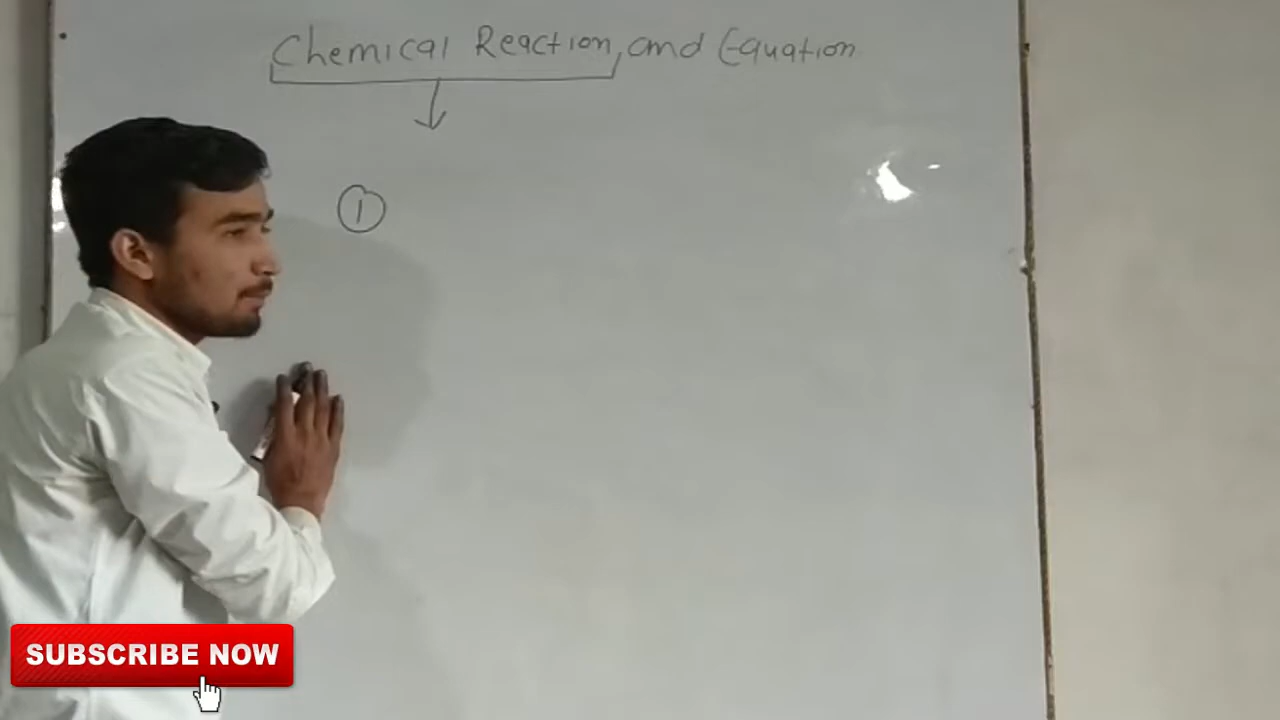 Chemical Reaction, and Equation
①
SUBSCRIBE NOW